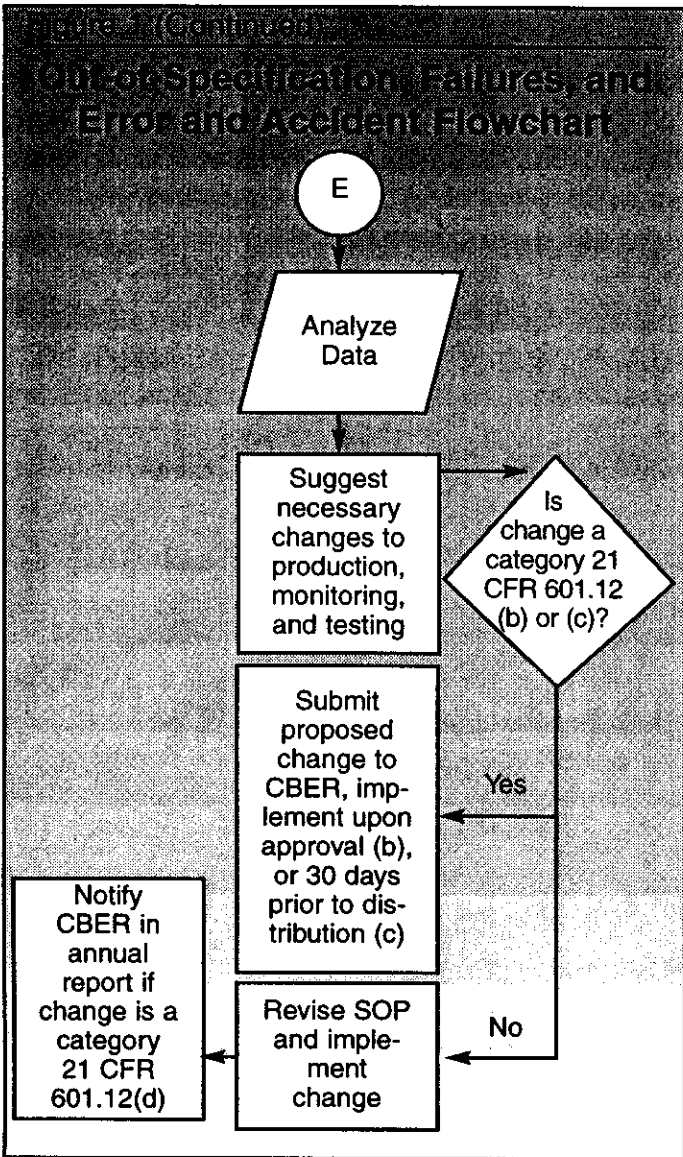 Figure 1 (Continued)
Out-of-Specification, Failures, and
Error and Accident Flowchart
E
Analyze
Data
Suggest
necessary
changes to
production,
monitoring,
and testing
Is
change a
category 21
CFR 601.12
(b) or (c)?
Submit
proposed
change to
CBER, imp-
lement upon
approval (b),
or 30 days
prior to dis-
tribution (c)
Yes
No
Revise SOP
and imple-
ment
change
Notify
CBER in
annual
report if
change is a
category
21 CFR
601.12(d)